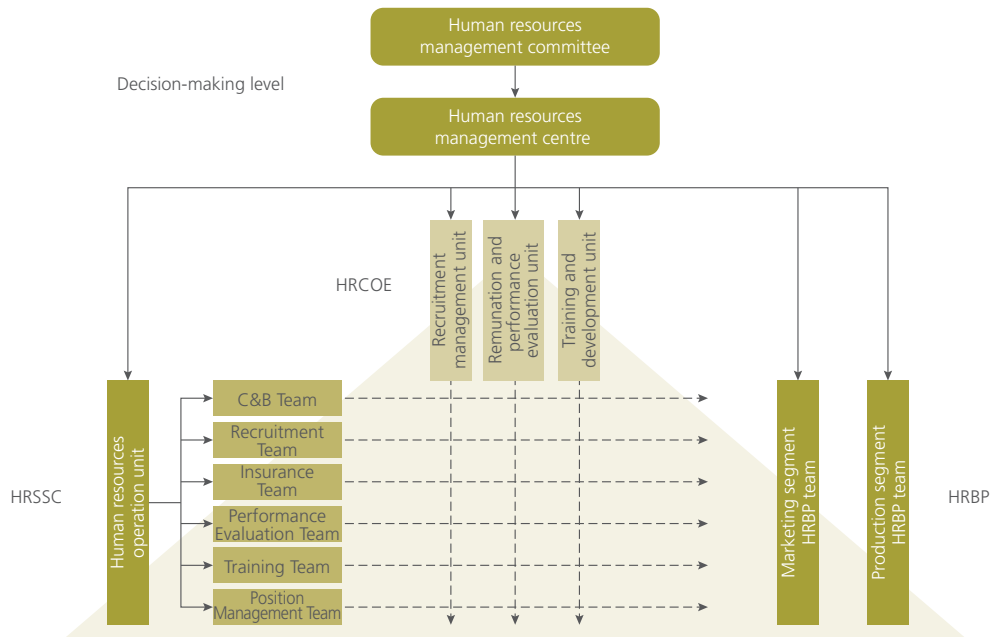 Human resources
management committee
Decision-making level
Human resources
management centre
HRCOE
Recruitment
management unit
Remunation and
performance
evaluation unit
Training and
development unit
HRSSC
Human resources
operation unit
C&B Team
Recruitment
Team
Insurance
Team
Performance
Evaluation Team
Training Team
Position
Management Team
Marketing segment
HRBP team
Production segment
HRBP team
HRBP